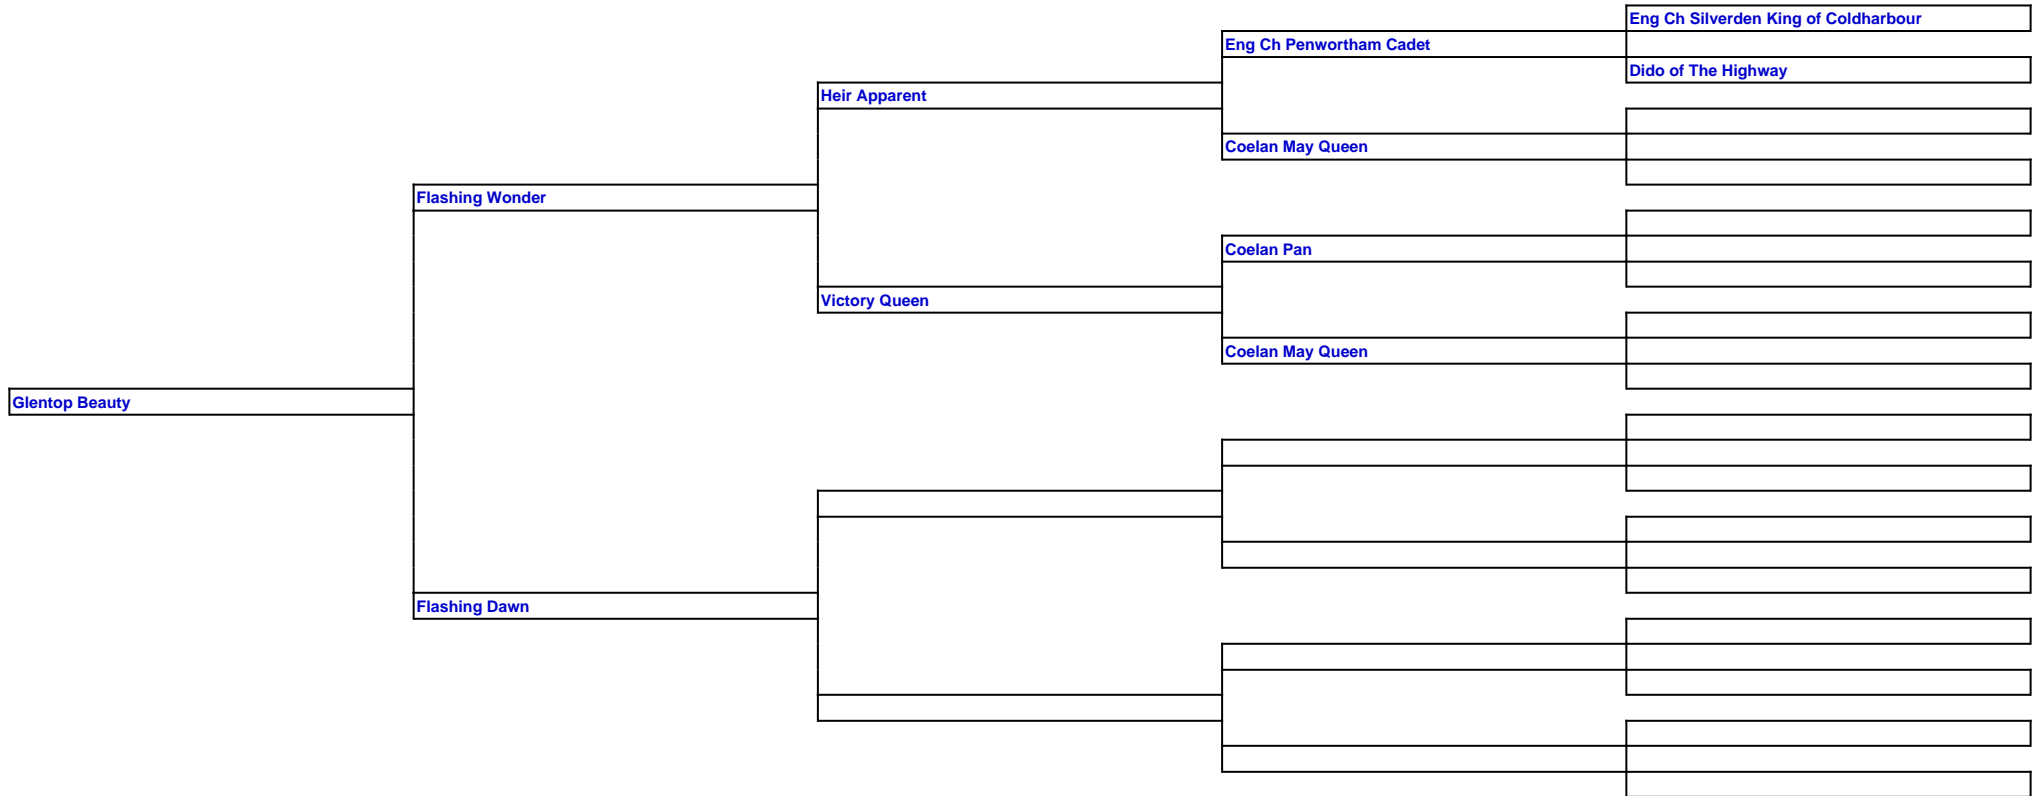 Eng Ch Silverden King of Coldharbour
Eng Ch Penwortham Cadet
Dido of The Highway
Heir Apparent
Coelan May Queen
Flashing Wonder
Coelan Pan
Victory Queen
Coelan May Queen
Glentop Beauty
Flashing Dawn